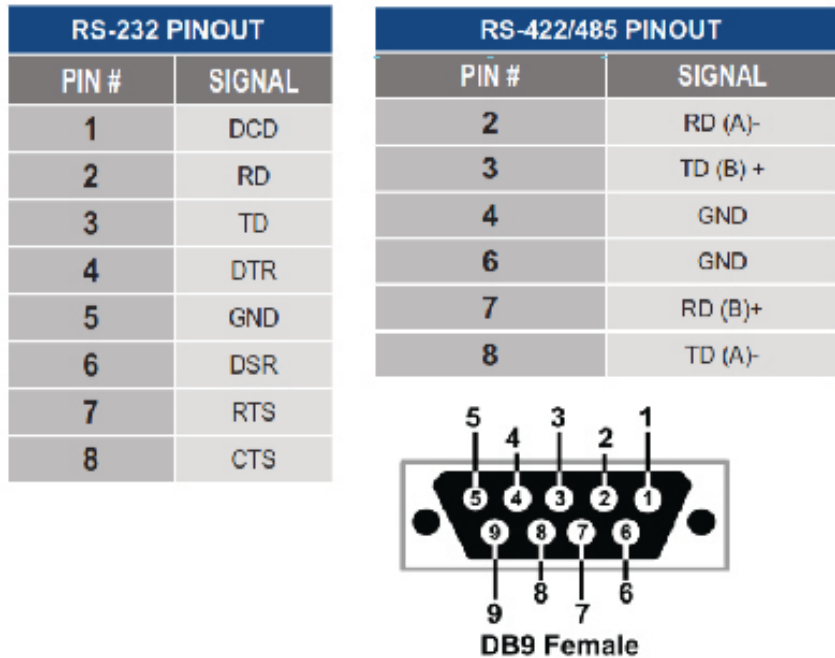 RS-232 PINOUT
PIN # SIGNAL
1 DCD
2 RD
3 TD
4 DTR
5 GND
6 DSR
7 RTS
8 CTS
RS-422/485 PINOUT
PIN # SIGNAL
2 RD (A)-
3 TD (B) +
4 GND
6 GND
7 RD (B)+
8 TD (A)-
5 4 3 2 1
5 4 3 2 1
9 8 7 6
9 8 7 6
DB9 Female